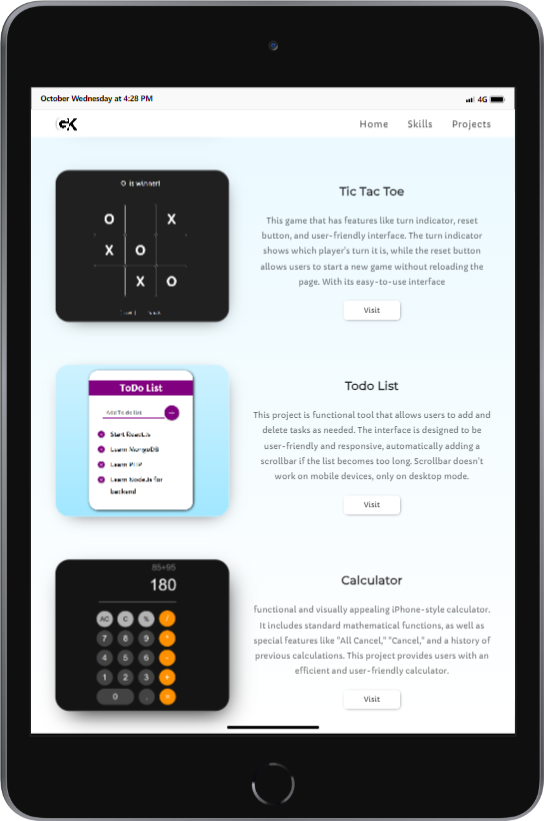 October Wednesday at 4:28 PM
4G
Home Skills Projects
O is winner!
O X
X O
X O
Tic Tac Toe
This game that has features like turn indicator, reset
button, and user-friendly interface. The turn indicator
shows which player's turn it is, while the reset button
allows users to start a new game without reloading the
page. With its easy-to-use interface
Visit
ToDo List
Add To do list
Start ReactJs
Learn MongoDB
Learn PHP
Learn NodeJs for
backend
Todo List
This project is functional tool that allows users to add and
delete tasks as needed. The interface is designed to be
user-friendly and responsive, automatically adding a
scrollbar if the list becomes too long. Scrollbar doesn't
work on mobile devices, only on desktop mode.
Visit
85+95
180
AC C % /
7 8 9 *
4 5 6 -
1 2 3 +
0 . =
Calculator
functional and visually appealing iPhone-style calculator.
It includes standard mathematical functions, as well as
special features like "All Cancel," "Cancel," and a history of
previous calculations. This project provides users with an
efficient and user-friendly calculator.
Visit